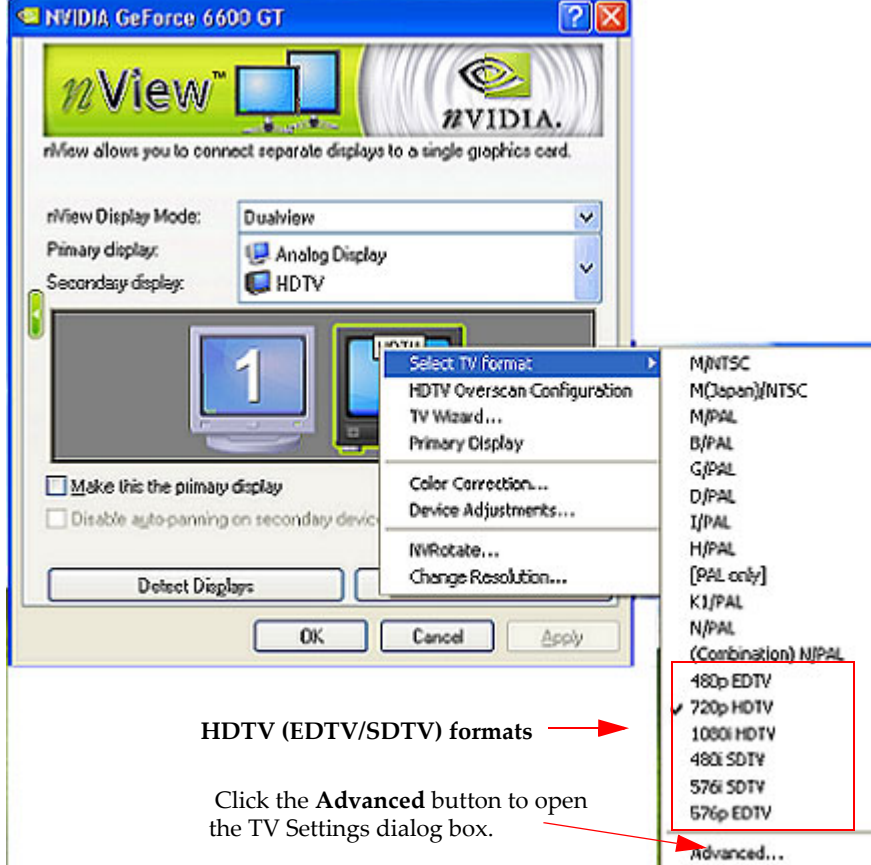 NVIDIA GeForce 6600 GT
nView™
nVIDIA.
nView allows you to connect separate displays to a single graphics card.
nView Display Mode:
Dualview
Primary display:
Analog Display
Secondary display:
HDTV
1
HDTV
Select TV format
HDTV Overscan Configuration
TV Wizard...
Primary Display
Color Correction...
Device Adjustments...
NVRotate...
Change Resolution...
Make this the primary display
Disable auto-panning on secondary device
Detect Displays
OK
Cancel
Apply
M/NTSC
M(Japan)/NTSC
M/PAL
B/PAL
G/PAL
D/PAL
I/PAL
H/PAL
[PAL only]
K1/PAL
N/PAL
(Combination) N/PAL
480p EDTV
720p HDTV
1080i HDTV
480i SDTV
576i SDTV
576p EDTV
Advanced...
HDTV (EDTV/SDTV) formats
Click the Advanced button to open
the TV Settings dialog box.